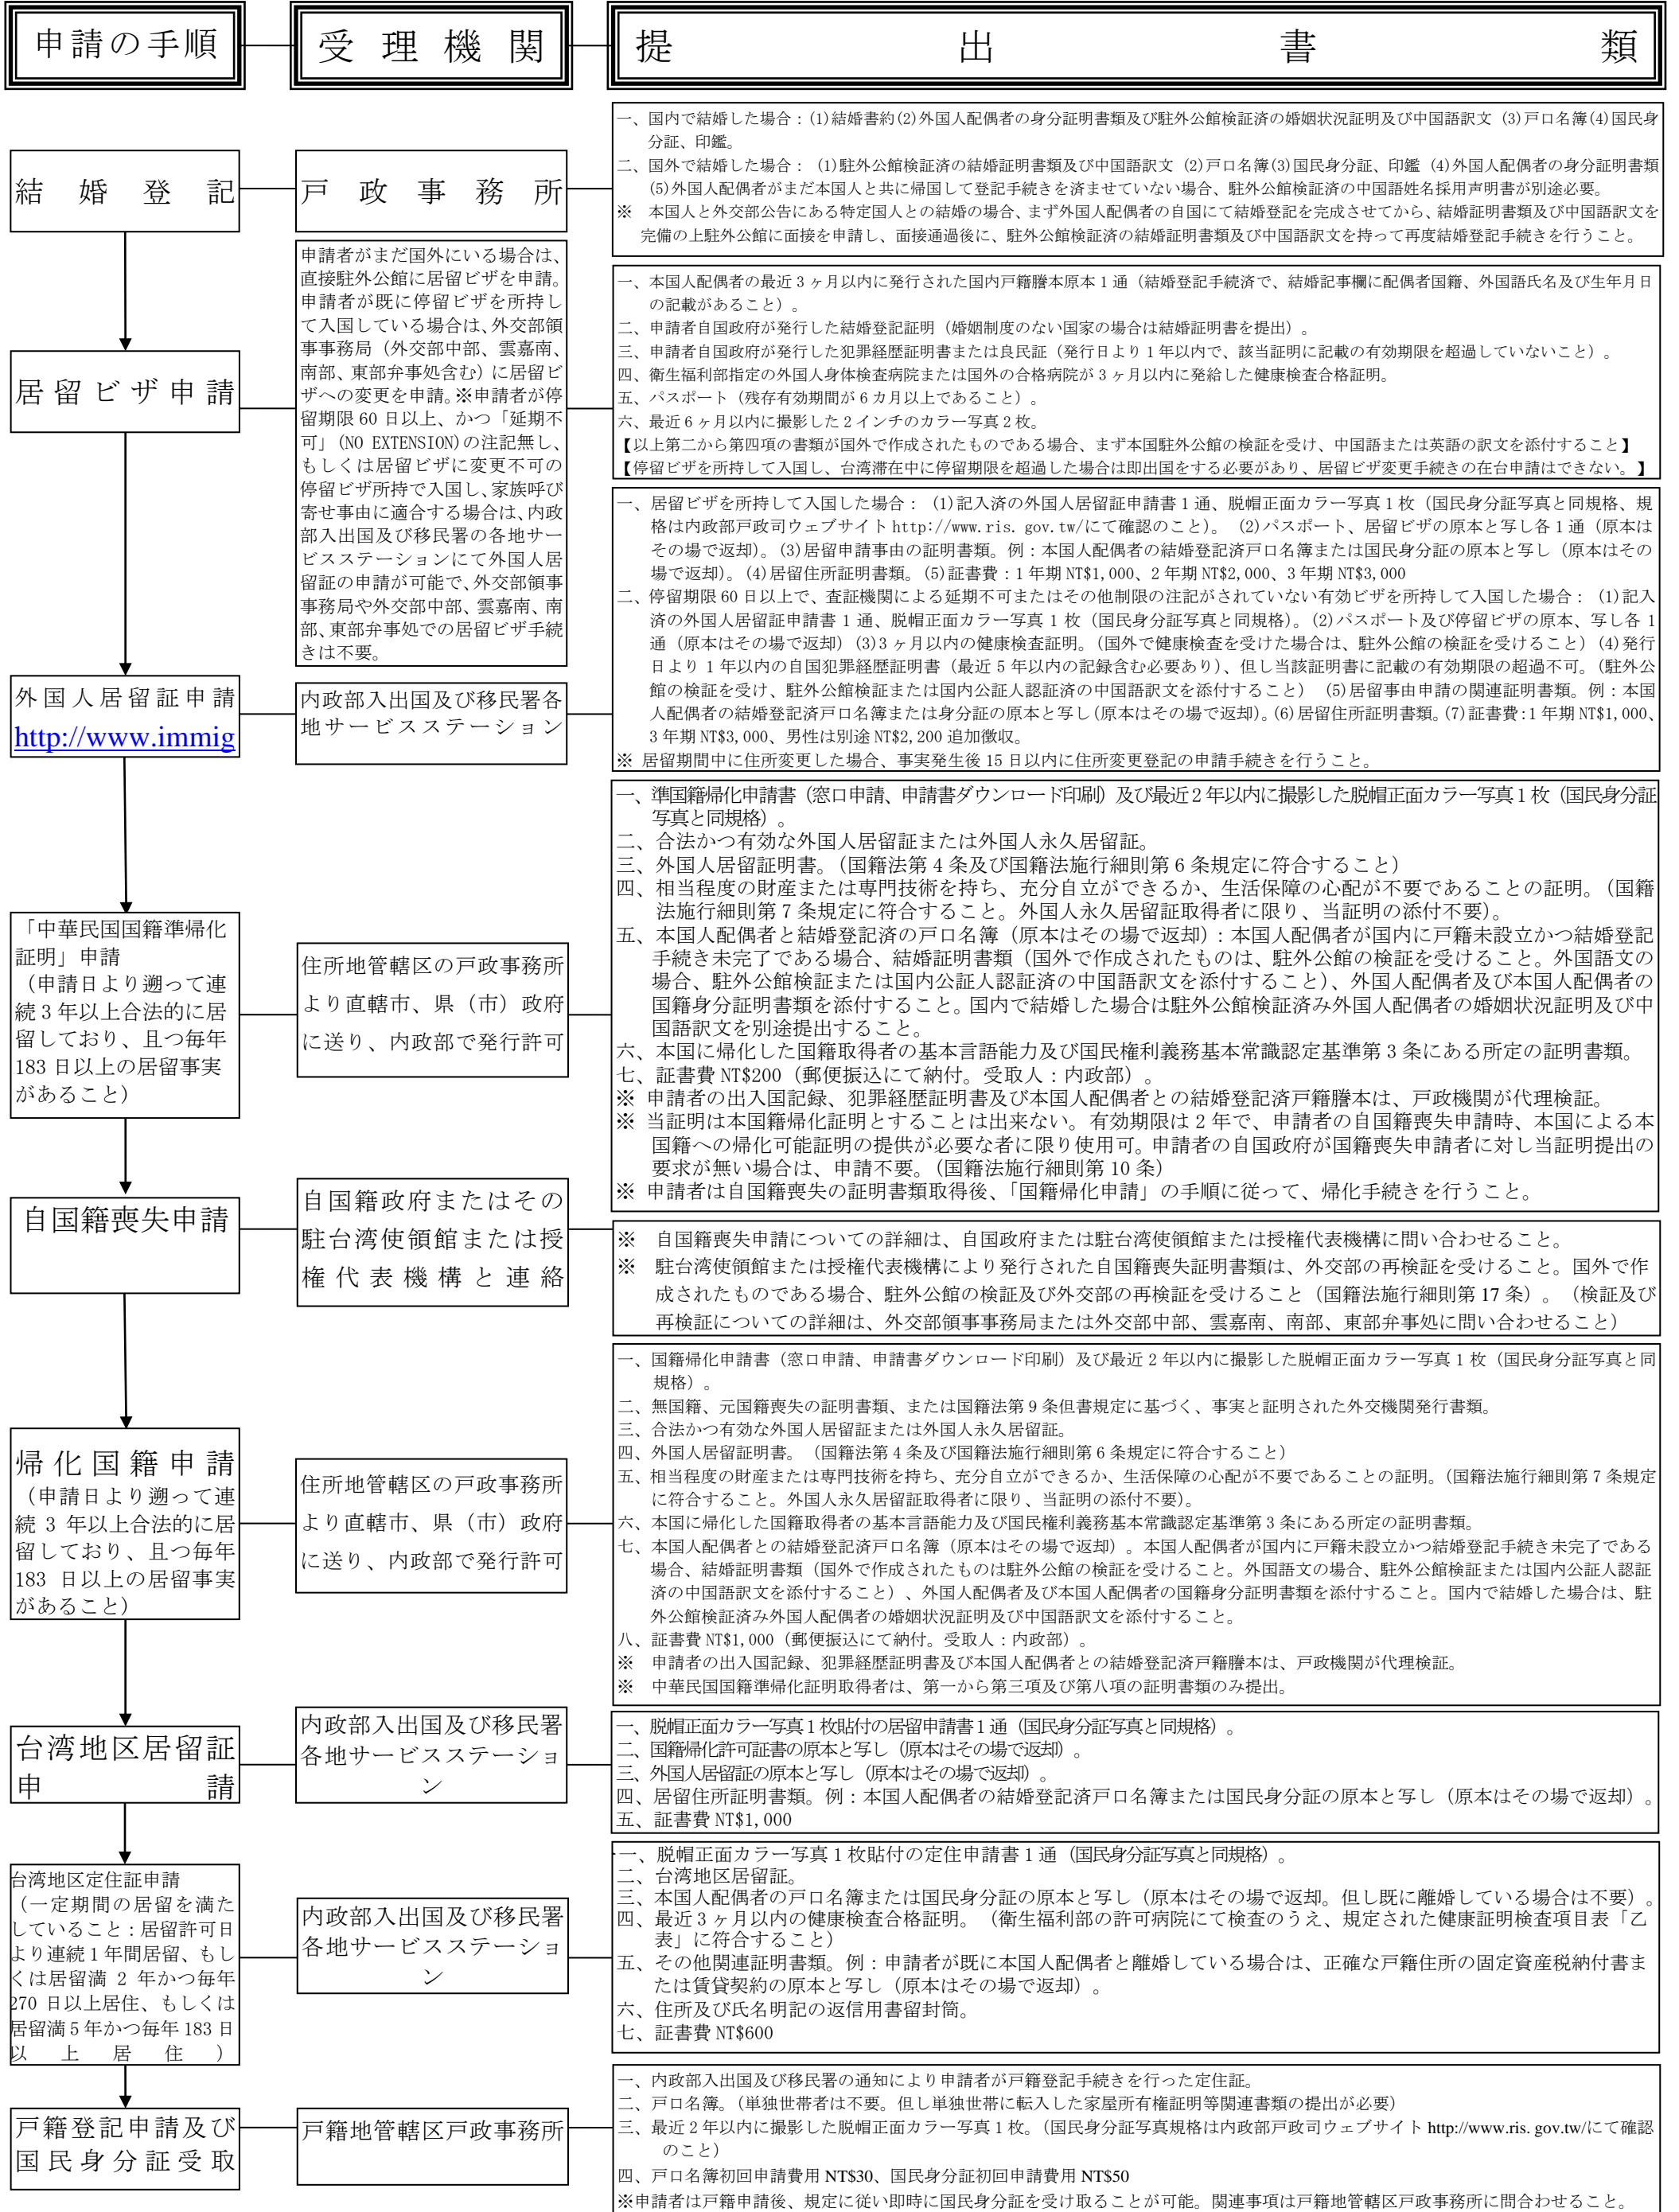 申請の手順
受理機関
提出書類
一、国内で結婚した場合：(1)結婚書約(2)外国人配偶者の身分証明書類及び駐外公館検証済の婚姻状況証明及び中国語訳文 (3)戸口名簿(4)国民身
分証、印鑑。
二、国外で結婚した場合： (1)駐外公館検証済の結婚証明書類及び中国語訳文 (2)戸口名簿(3)国民身分証、印鑑 (4)外国人配偶者の身分証明書類
(5)外国人配偶者がまだ本国人と共に帰国して登記手続きを済ませていない場合、駐外公館検証済の中国語姓名採用声明書が別途必要。
※ 本国人と外交部公告にある特定国人との結婚の場合、まず外国人配偶者の自国にて結婚登記を完成させてから、結婚証明書類及び中国語訳文を
完備の上駐外公館に面接を申請し、面接通過後に、駐外公館検証済の結婚証明書類及び中国語訳文を持って再度結婚登記手続きを行うこと。
結婚登記
戸政事務所
申請者がまだ国外にいる場合は、
直接駐外公館に居留ビザを申請。
申請者が既に停留ビザを所持し
て入国している場合は、外交部領
事事務局（外交部中部、雲嘉南、
南部、東部弁事処含む）に居留ビ
ザへの変更を申請。※申請者が停
留期限 60 日以上、かつ「延期不
可」(NO EXTENSION)の注記無し、
もしくは居留ビザに変更不可の
停留ビザ所持で入国し、家族呼び
寄せ事由に適合する場合は、内政
部入出国及び移民署の各地サー
ビスステーションにて外国人居
留証の申請が可能で、外交部領事
事務局や外交部中部、雲嘉南、南
部、東部弁事処での居留ビザ手続
きは不要。
居留ビザ申請
一、本国人配偶者の最近 3 ヶ月以内に発行された国内戸籍謄本原本 1 通（結婚登記手続済で、結婚記事欄に配偶者国籍、外国語氏名及び生年月日
の記載があること）。
二、申請者自国政府が発行した結婚登記証明（婚姻制度のない国家の場合は結婚証明書を提出）。
三、申請者自国政府が発行した犯罪経歴証明書または良民証（発行日より 1 年以内で、該当証明に記載の有効期限を超過していないこと）。
四、衛生福利部指定の外国人身体検査病院または国外の合格病院が 3 ヶ月以内に発給した健康検査合格証明。
五、パスポート（残存有効期間が 6 カ月以上であること）。
六、最近 6 ヶ月以内に撮影した 2 インチのカラー写真 2 枚。
【以上第二から第四項の書類が国外で作成されたものである場合、まず本国駐外公館の検証を受け、中国語または英語の訳文を添付すること】
【停留ビザを所持して入国し、台湾滞在中に停留期限を超過した場合は即出国をする必要があり、居留ビザ変更手続きの在台申請はできない。】
一、居留ビザを所持して入国した場合： (1)記入済の外国人居留証申請書 1 通、脱帽正面カラー写真 1 枚（国民身分証写真と同規格、規
格は内政部戸政司ウェブサイト http://www.ris. gov.tw/にて確認のこと）。 (2)パスポート、居留ビザの原本と写し各 1 通（原本は
その場で返却）。(3)居留申請事由の証明書類。例：本国人配偶者の結婚登記済戸口名簿または国民身分証の原本と写し（原本はその
場で返却）。(4)居留住所証明書類。(5)証書費：1 年期 NT$1,000、2 年期 NT$2,000、3 年期 NT$3,000
二、停留期限 60 日以上で、査証機関による延期不可またはその他制限の注記がされていない有効ビザを所持して入国した場合： (1)記入
済の外国人居留証申請書 1 通、脱帽正面カラー写真 1 枚（国民身分証写真と同規格）。(2)パスポート及び停留ビザの原本、写し各 1
通（原本はその場で返却）(3)3 ヶ月以内の健康検査証明。（国外で健康検査を受けた場合は、駐外公館の検証を受けること）(4)発行
日より 1 年以内の自国犯罪経歴証明書（最近 5 年以内の記録含む必要あり）、但し当該証明書に記載の有効期限の超過不可。（駐外公
館の検証を受け、駐外公館検証または国内公証人認証済の中国語訳文を添付すること） (5)居留事由申請の関連証明書類。例：本国
人配偶者の結婚登記済戸口名簿または身分証の原本と写し（原本はその場で返却）。(6)居留住所証明書類。(7)証書費：1 年期 NT$1,000、
3 年期 NT$3,000、男性は別途 NT$2,200 追加徴収。
※ 居留期間中に住所変更した場合、事実発生後 15 日以内に住所変更登記の申請手続きを行うこと。
外国人居留証申請
http://www.immig
内政部入出国及び移民署各
地サービスステーション
一、準国籍帰化申請書（窓口申請、申請書ダウンロード印刷）及び最近 2 年以内に撮影した脱帽正面カラー写真 1 枚（国民身分証
写真と同規格）。
二、合法かつ有効な外国人居留証または外国人永久居留証。
三、外国人居留証明書。（国籍法第 4 条及び国籍法施行細則第 6 条規定に符合すること）
四、相当程度の財産または専門技術を持ち、充分自立ができるか、生活保障の心配が不要であることの証明。（国籍
法施行細則第 7 条規定に符合すること。外国人永久居留証取得者に限り、当証明の添付不要）。
五、本国人配偶者と結婚登記済の戸口名簿（原本はその場で返却）：本国人配偶者が国内に戸籍未設立かつ結婚登記
手続き未完了である場合、結婚証明書類（国外で作成されたものは、駐外公館の検証を受けること。外国語文の
場合、駐外公館検証または国内公証人認証済の中国語訳文を添付すること）、外国人配偶者及び本国人配偶者の
国籍身分証明書類を添付すること。国内で結婚した場合は駐外公館検証済み外国人配偶者の婚姻状況証明及び中
国語訳文を別途提出すること。
六、本国に帰化した国籍取得者の基本言語能力及び国民権利義務基本常識認定基準第 3 条にある所定の証明書類。
七、証書費 NT$200（郵便振込にて納付。受取人：内政部）。
※ 申請者の出入国記録、犯罪経歴証明書及び本国人配偶者との結婚登記済戸籍謄本は、戸政機関が代理検証。
※ 当証明は本国籍帰化証明とすることは出来ない。有効期限は 2 年で、申請者の自国籍喪失申請時、本国による本
国籍への帰化可能証明の提供が必要な者に限り使用可。申請者の自国政府が国籍喪失申請者に対し当証明提出の
要求が無い場合は、申請不要。（国籍法施行細則第 10 条）
※ 申請者は自国籍喪失の証明書類取得後、「国籍帰化申請」の手順に従って、帰化手続きを行うこと。
「中華民国国籍準帰化
証明」申請
（申請日より遡って連
続 3 年以上合法的に居
留しており、且つ毎年
183 日以上の居留事実
があること）
住所地管轄区の戸政事務所
より直轄市、県（市）政府
に送り、内政部で発行許可
自国籍喪失申請
自国籍政府またはその
駐台湾使領館または授
権代表機構と連絡
※ 自国籍喪失申請についての詳細は、自国政府または駐台湾使領館または授権代表機構に問い合わせること。
※ 駐台湾使領館または授権代表機構により発行された自国籍喪失証明書類は、外交部の再検証を受けること。国外で作
成されたものである場合、駐外公館の検証及び外交部の再検証を受けること（国籍法施行細則第 17 条）。（検証及び
再検証についての詳細は、外交部領事事務局または外交部中部、雲嘉南、南部、東部弁事処に問い合わせること）
一、国籍帰化申請書（窓口申請、申請書ダウンロード印刷）及び最近 2 年以内に撮影した脱帽正面カラー写真 1 枚（国民身分証写真と同
規格）。
二、無国籍、元国籍喪失の証明書類、または国籍法第 9 条但書規定に基づく、事実と証明された外交機関発行書類。
三、合法かつ有効な外国人居留証または外国人永久居留証。
四、外国人居留証明書。（国籍法第 4 条及び国籍法施行細則第 6 条規定に符合すること）
五、相当程度の財産または専門技術を持ち、充分自立ができるか、生活保障の心配が不要であることの証明。（国籍法施行細則第 7 条規定
に符合すること。外国人永久居留証取得者に限り、当証明の添付不要）。
六、本国に帰化した国籍取得者の基本言語能力及び国民権利義務基本常識認定基準第 3 条にある所定の証明書類。
七、本国人配偶者との結婚登記済戸口名簿（原本はその場で返却）。本国人配偶者が国内に戸籍未設立かつ結婚登記手続き未完了である
場合、結婚証明書類（国外で作成されたものは駐外公館の検証を受けること。外国語文の場合、駐外公館検証または国内公証人認証
済の中国語訳文を添付すること）、外国人配偶者及び本国人配偶者の国籍身分証明書類を添付すること。国内で結婚した場合は、駐
外公館検証済み外国人配偶者の婚姻状況証明及び中国語訳文を添付すること。
八、証書費 NT$1,000（郵便振込にて納付。受取人：内政部）。
※ 申請者の出入国記録、犯罪経歴証明書及び本国人配偶者との結婚登記済戸籍謄本は、戸政機関が代理検証。
※ 中華民国国籍準帰化証明取得者は、第一から第三項及び第八項の証明書類のみ提出。
帰化国籍申請
（申請日より遡って連
続 3 年以上合法的に居
留しており、且つ毎年
183 日以上の居留事実
があること）
住所地管轄区の戸政事務所
より直轄市、県（市）政府
に送り、内政部で発行許可
台湾地区居留証
申請
内政部入出国及び移民署
各地サービスステーショ
ン
一、脱帽正面カラー写真 1 枚貼付の居留申請書 1 通（国民身分証写真と同規格）。
二、国籍帰化許可証書の原本と写し（原本はその場で返却）。
三、外国人居留証の原本と写し（原本はその場で返却）。
四、居留住所証明書類。例：本国人配偶者の結婚登記済戸口名簿または国民身分証の原本と写し（原本はその場で返却）。
五、証書費 NT$1,000
台湾地区定住証申請
（一定期間の居留を満た
していること：居留許可日
より連続 1 年間居留、もし
くは居留満 2 年かつ毎年
270 日以上居住、もしくは
居留満 5 年かつ毎年 183 日
以上居住）
内政部入出国及び移民署
各地サービスステーショ
ン
一、脱帽正面カラー写真 1 枚貼付の定住申請書 1 通（国民身分証写真と同規格）。
二、台湾地区居留証。
三、本国人配偶者の戸口名簿または国民身分証の原本と写し（原本はその場で返却。但し既に離婚している場合は不要）。
四、最近 3 ヶ月以内の健康検査合格証明。（衛生福利部の許可病院にて検査のうえ、規定された健康証明検査項目表「乙
表」に符合すること）
五、その他関連証明書類。例：申請者が既に本国人配偶者と離婚している場合は、正確な戸籍住所の固定資産税納付書ま
たは賃貸契約の原本と写し（原本はその場で返却）。
六、住所及び氏名明記の返信用書留封筒。
七、証書費 NT$600
戸籍登記申請及び
国民身分証受取
戸籍地管轄区戸政事務所
一、内政部入出国及び移民署の通知により申請者が戸籍登記手続きを行った定住証。
二、戸口名簿。（単独世帯者は不要。但し単独世帯に転入した家屋所有権証明等関連書類の提出が必要）
三、最近 2 年以内に撮影した脱帽正面カラー写真 1 枚。（国民身分証写真規格は内政部戸政司ウェブサイト http://www.ris. gov.tw/にて確認
のこと）
四、戸口名簿初回申請費用 NT$30、国民身分証初回申請費用 NT$50
※申請者は戸籍申請後、規定に従い即時に国民身分証を受け取ることが可能。関連事項は戸籍地管轄区戸政事務所に問合わせること。